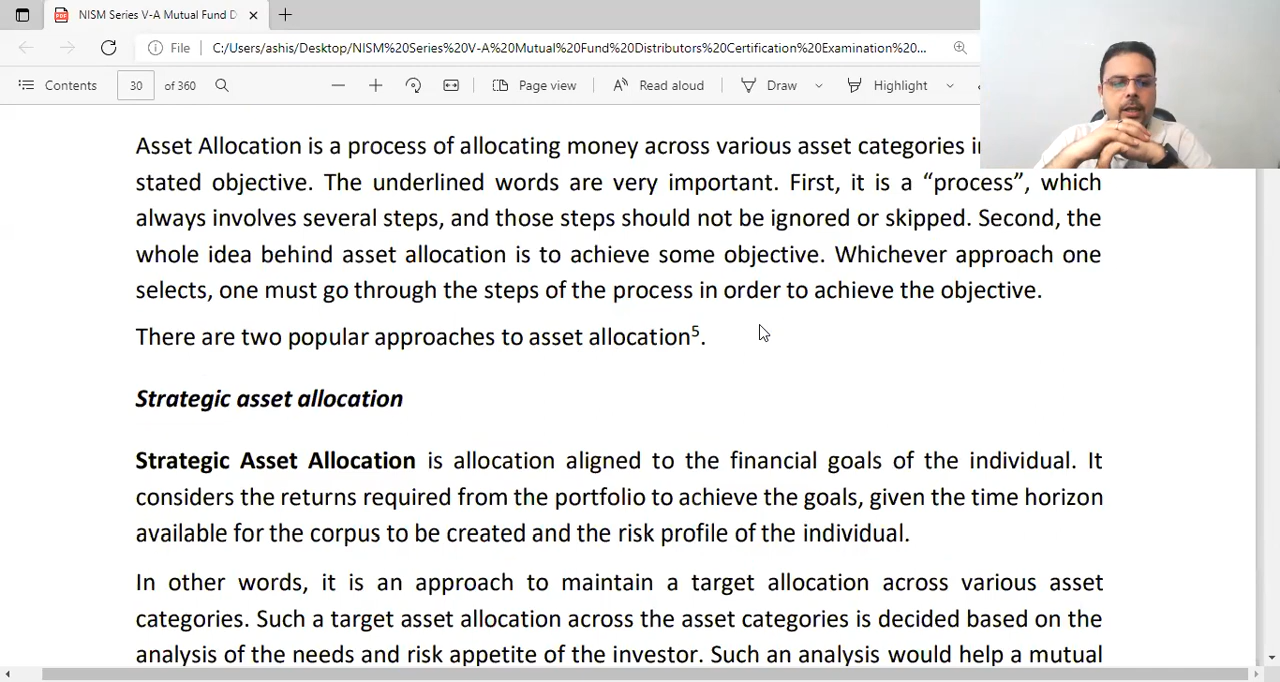 NISM Series V-A Mutual Fund D
File C:/Users/ashis/Desktop/NISM%20Series%20V-A%20Mutual%20Fund%20Distributors%20Certification%20Examination%20...
Contents 30 of 360 Page view Read aloud Draw Highlight
Asset Allocation is a process of allocating money across various asset categories
stated objective. The underlined words are very important. First, it is a “process”, which
always involves several steps, and those steps should not be ignored or skipped. Second, the
whole idea behind asset allocation is to achieve some objective. Whichever approach one
selects, one must go through the steps of the process in order to achieve the objective.
There are two popular approaches to asset allocation⁵.
Strategic asset allocation
Strategic Asset Allocation is allocation aligned to the financial goals of the individual. It
considers the returns required from the portfolio to achieve the goals, given the time horizon
available for the corpus to be created and the risk profile of the individual.
In other words, it is an approach to maintain a target allocation across various asset
categories. Such a target asset allocation across the asset categories is decided based on the
analysis of the needs and risk appetite of the investor. Such an analysis would help a mutual